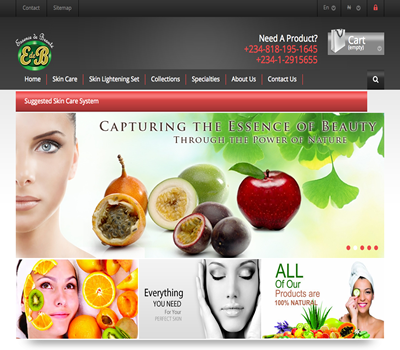 Contact Sitemap
En
Essence de Beauté
E&B
Need A Product?
+234-818-195-1645
+234-1-2915655
Cart
(empty)
Home Skin Care Skin Lightening Set Collections Specialties About Us Contact Us
Suggested Skin Care System
CAPTURING THE ESSENCE OF BEAUTY
THROUGH THE POWER OF NATURE
Everything
YOU NEED
For Your
PERFECT SKIN
ALL
Of Our
Products are
100% NATURAL